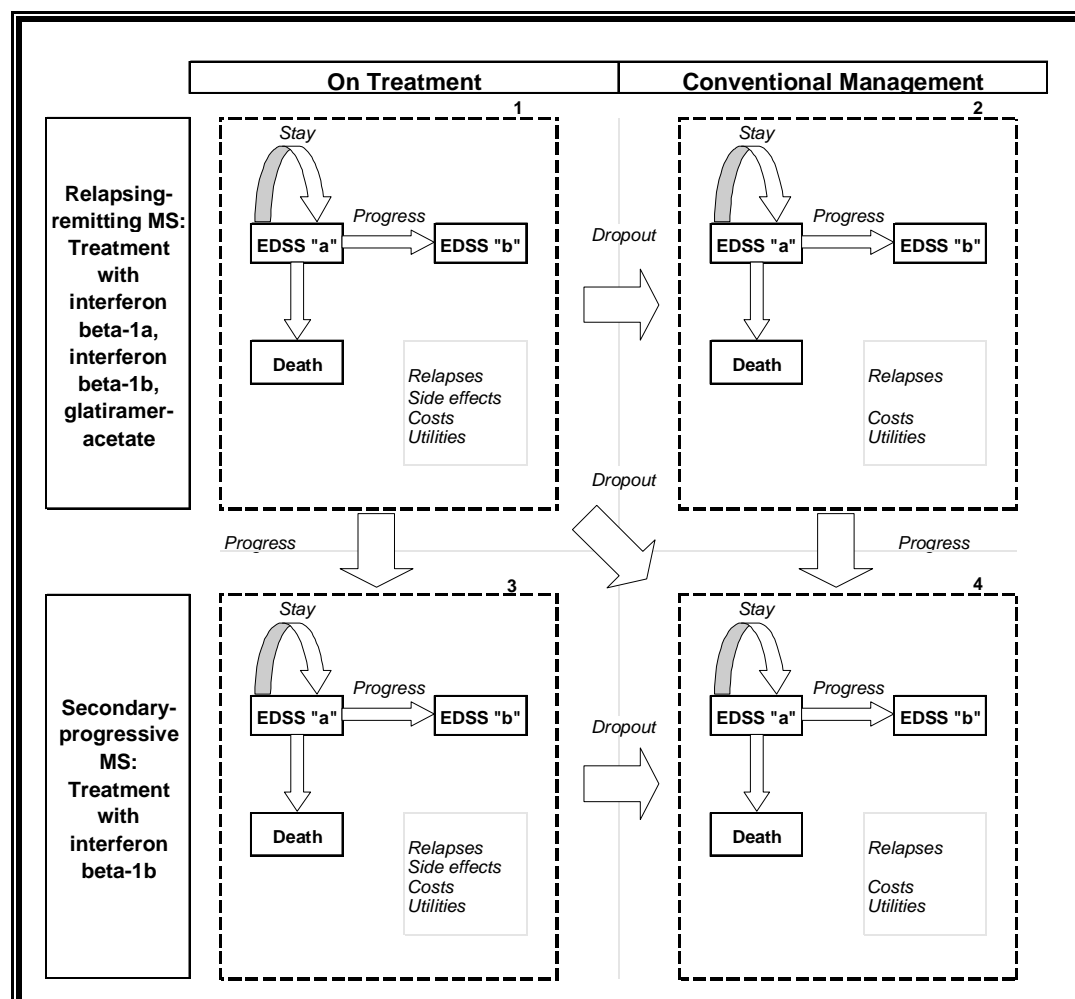 On Treatment
Conventional Management
Relapsing-
remitting MS:
Treatment
with
interferon
beta-1a,
interferon
beta-1b,
glatiramer-
acetate
1
Stay
Progress
EDSS "a"
EDSS "b"
Death
Relapses
Side effects
Costs
Utilities
Dropout
2
Stay
Progress
EDSS "a"
EDSS "b"
Death
Relapses
Costs
Utilities
Dropout
Progress
Progress
Secondary-
progressive
MS:
Treatment
with
interferon
beta-1b
3
Stay
Progress
EDSS "a"
EDSS "b"
Death
Relapses
Side effects
Costs
Utilities
Dropout
4
Stay
Progress
EDSS "a"
EDSS "b"
Death
Relapses
Costs
Utilities